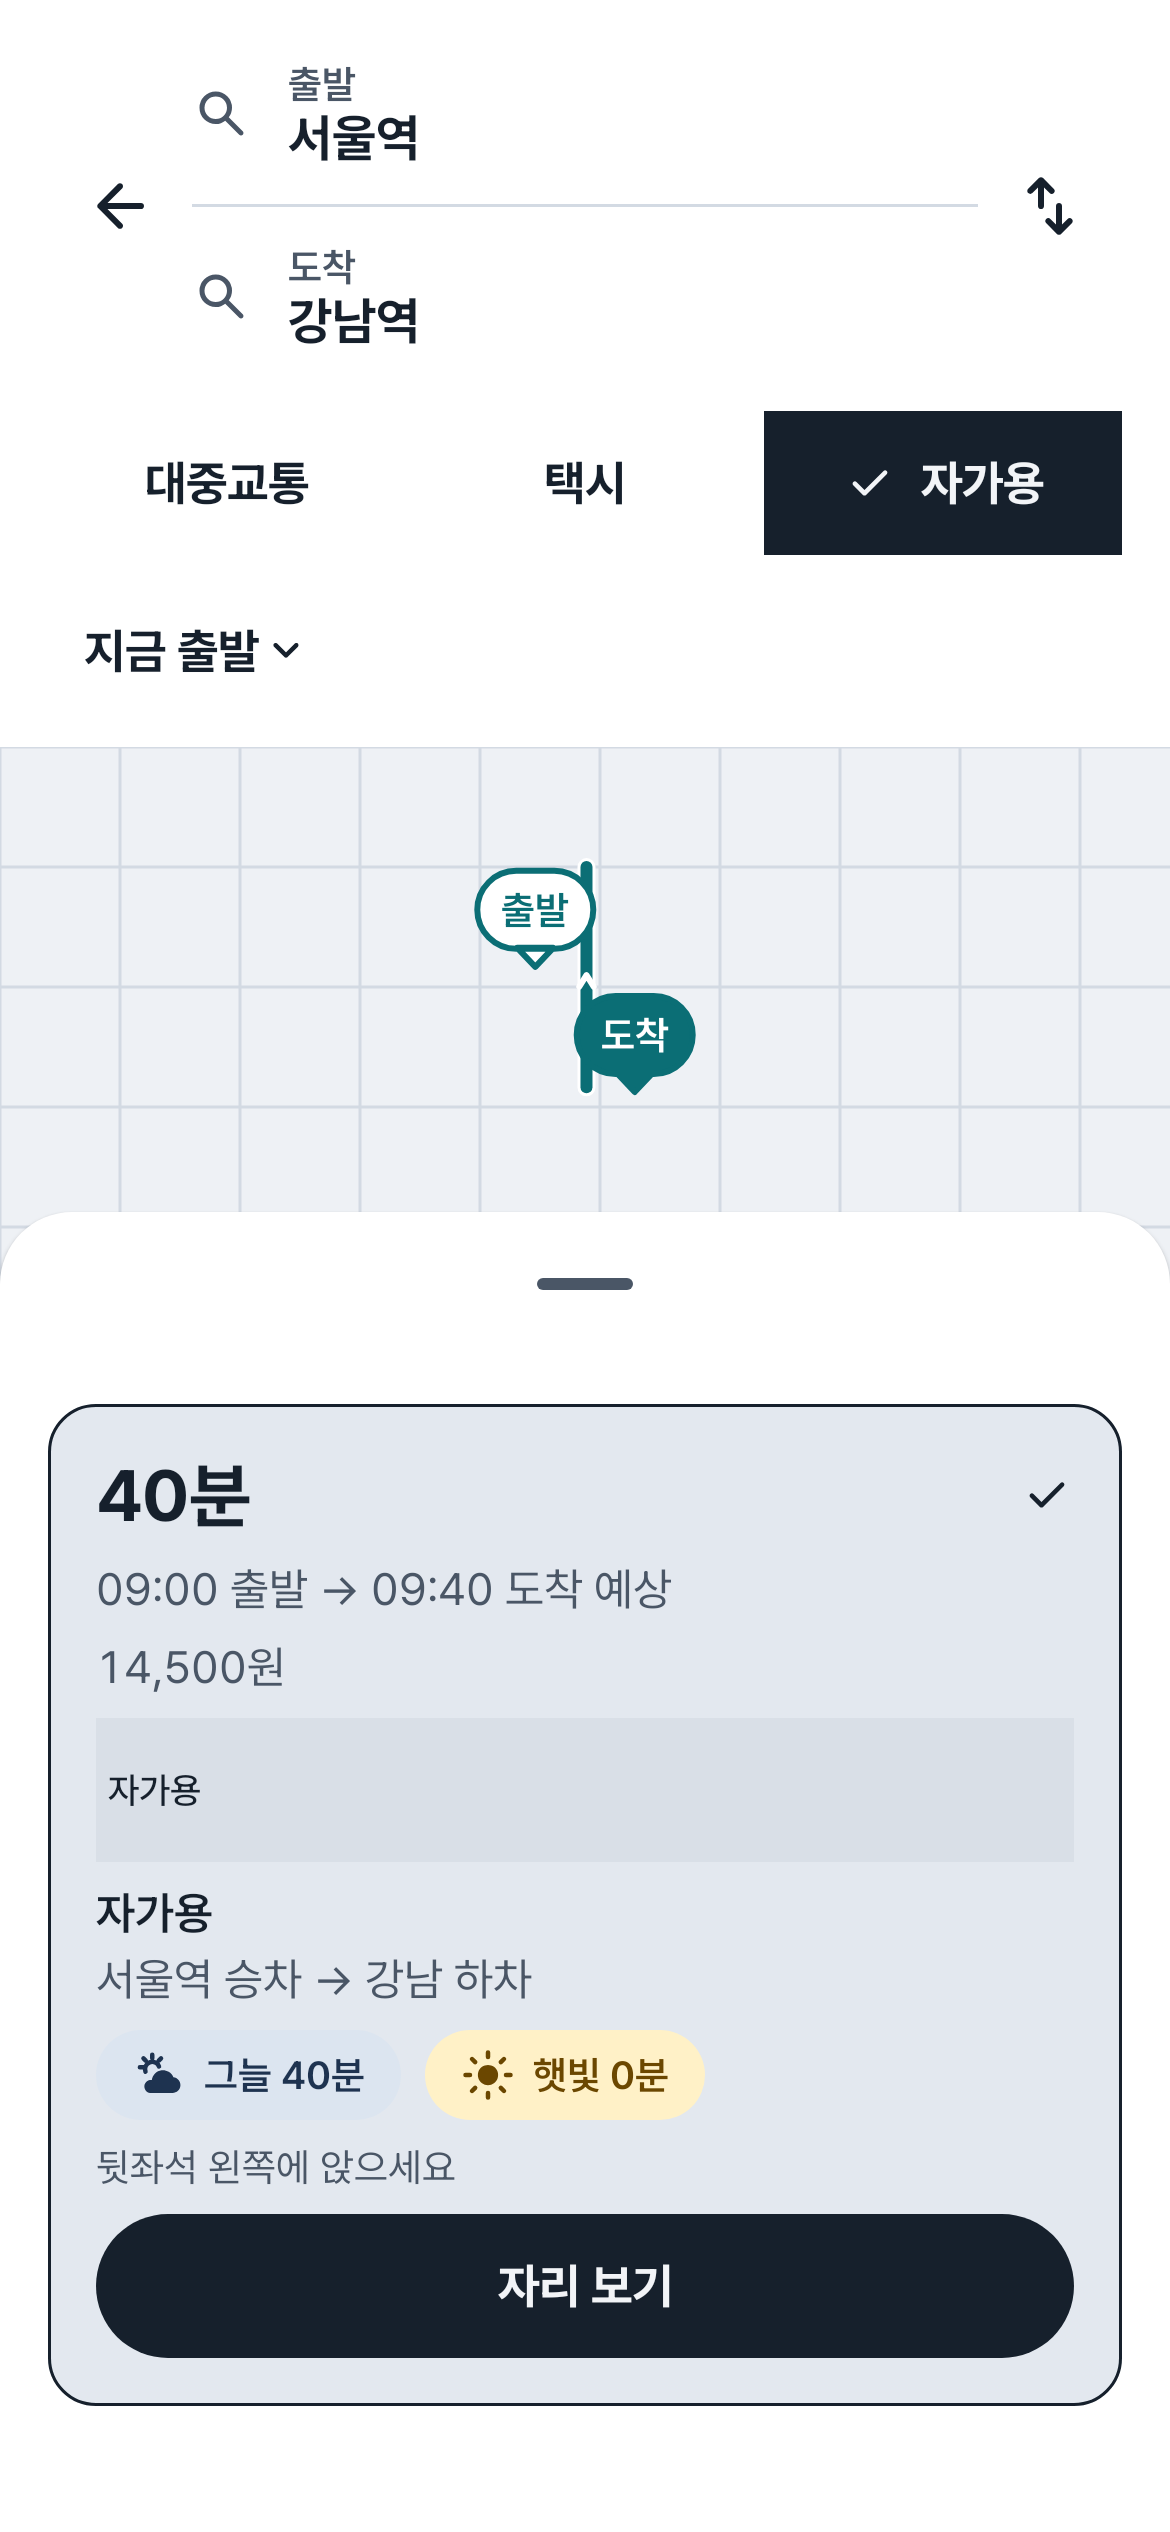 출발
서울역
도착
강남역
대중교통
택시
자가용
지금 출발
출발
도착
40분
09:00 출발 → 09:40 도착 예상
14,500원
자가용
자가용
서울역 승차 → 강남 하차
그늘 40분
햇빛 0분
뒷좌석 왼쪽에 앉으세요
자리 보기